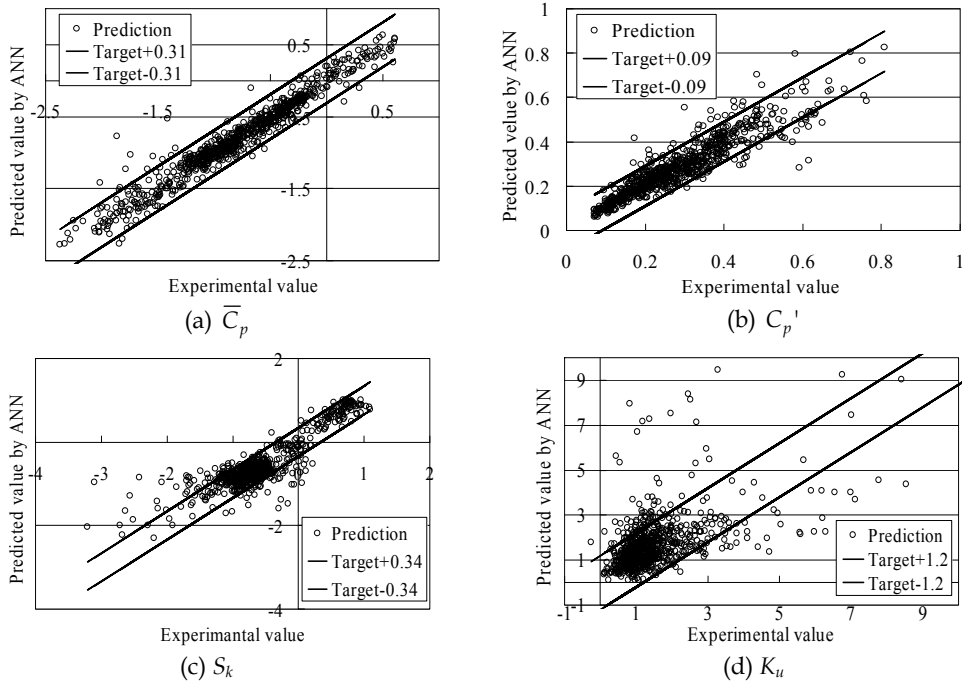 Predicted value by ANN
0.5
-2.5
-1.5
0.5
-1.5
-2.5
Prediction
Target+0.31
Target-0.31
Experimental value
(a) C̅p
Predicted velue by ANN
1
0.8
0.6
0.4
0.2
0
0
0.2
0.4
0.6
0.8
1
Prediction
Target+0.09
Target-0.09
Experimental value
(b) Cp'
Predicted value by ANN
2
-4
-3
-2
1
2
-2
-4
Prediction
Target+0.34
Target-0.34
Experimantal value
(c) Sk
Predicted value by ANN
9
7
5
3
1
-1
-1
1
3
5
7
9
Prediction
Target+1.2
Target-1.2
Experimental value
(d) Ku